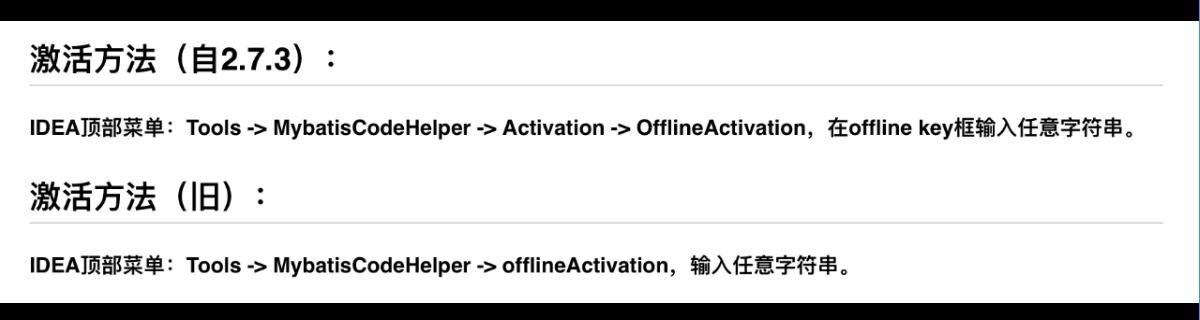 激活方法（自2.7.3）：
IDEA顶部菜单：Tools -> MybatisCodeHelper -> Activation -> OfflineActivation，在offline key框输入任意字符串。
激活方法（旧）：
IDEA顶部菜单：Tools -> MybatisCodeHelper -> offlineActivation，输入任意字符串。